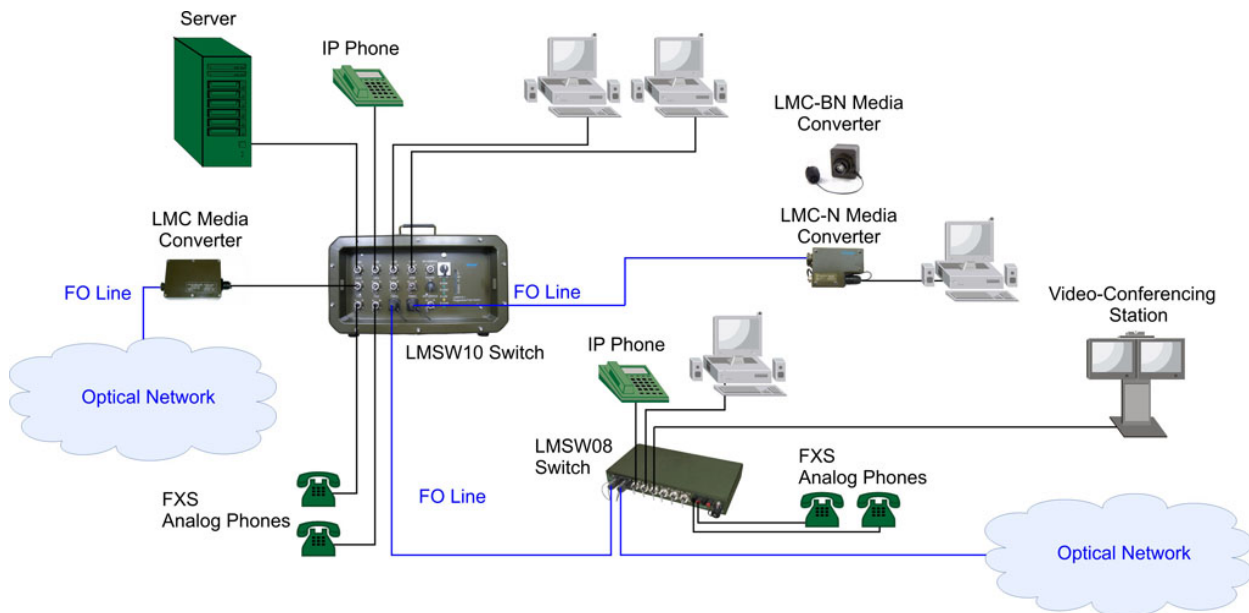 Server
IP Phone
LMC-BN Media
Converter
LMC Media
Converter
LMC-N Media
Converter
FO Line
FO Line
Video-Conferencing
Station
LMSW10 Switch
IP Phone
Optical Network
LMSW08
Switch
FXS
Analog Phones
FO Line
FXS
Analog Phones
Optical Network